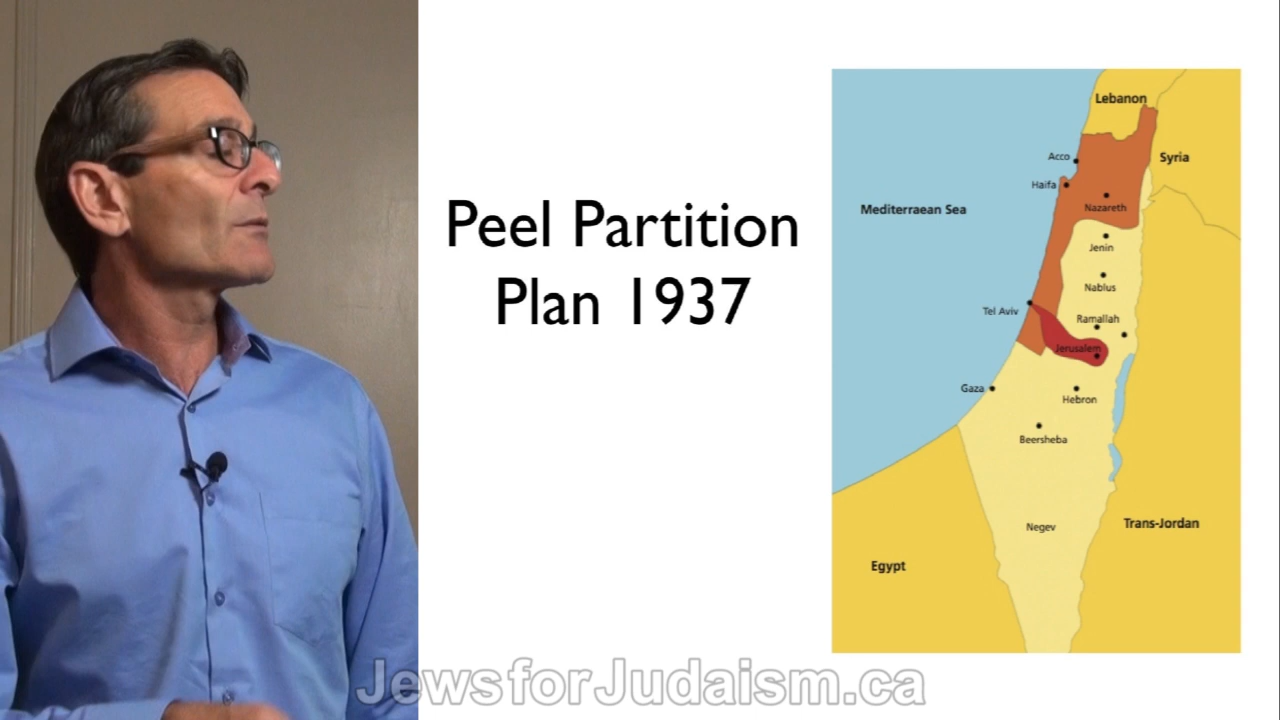 Peel Partition
Plan 1937
Lebanon
Acco
Syria
Haifa
Nazareth
Mediterraean Sea
Jenin
Nablus
Tel Aviv
Ramallah
Jerusalem
Gaza
Hebron
Beersheba
Negev
Trans-Jordan
Egypt
JewsforJudaism.ca